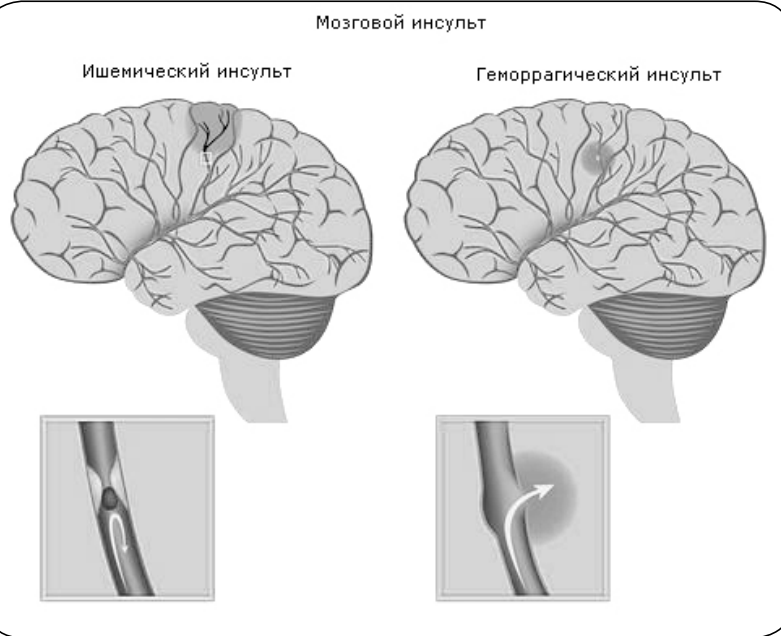 Мозговой инсульт
Ишемический инсульт
Геморрагический инсульт